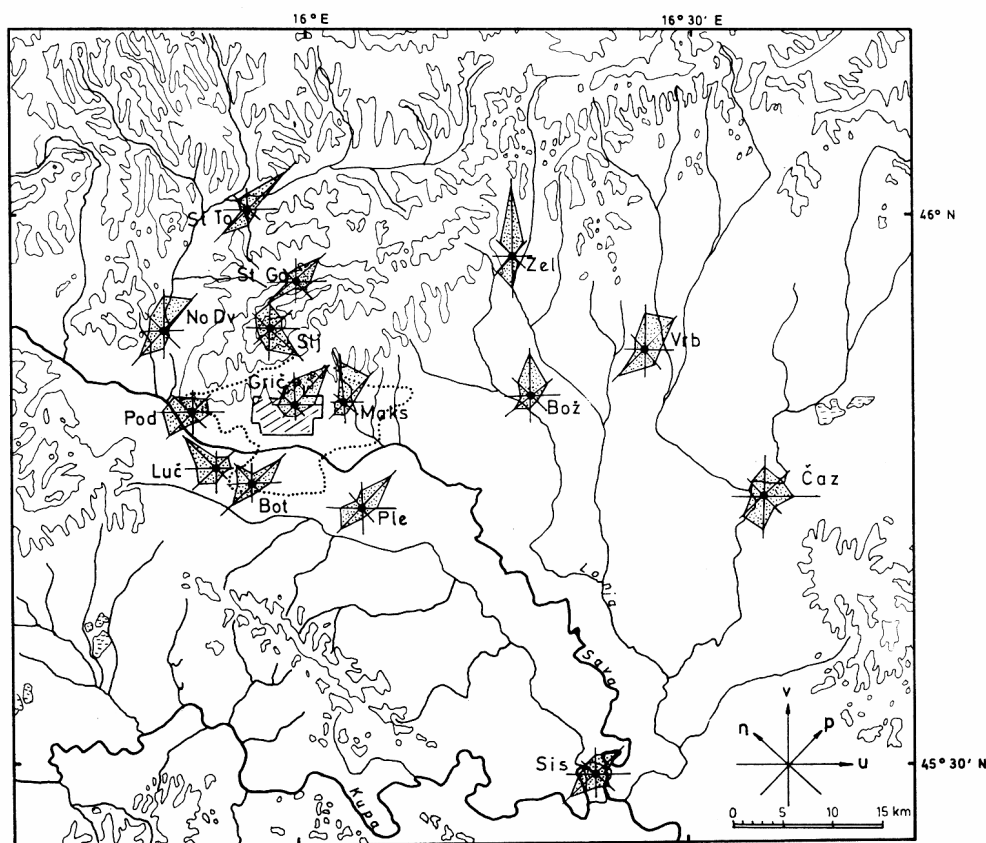 16° E
16° 30' E
46° N
St To
St Go
Zel
No Dv
Stj
Vrb
Grič
Maks
Pod
Bož
Luč
Čaz
Bot
Ple
Lonja
Sava
v
n
p
u
Sis
45° 30' N
Kupa
0 5 10 15 km